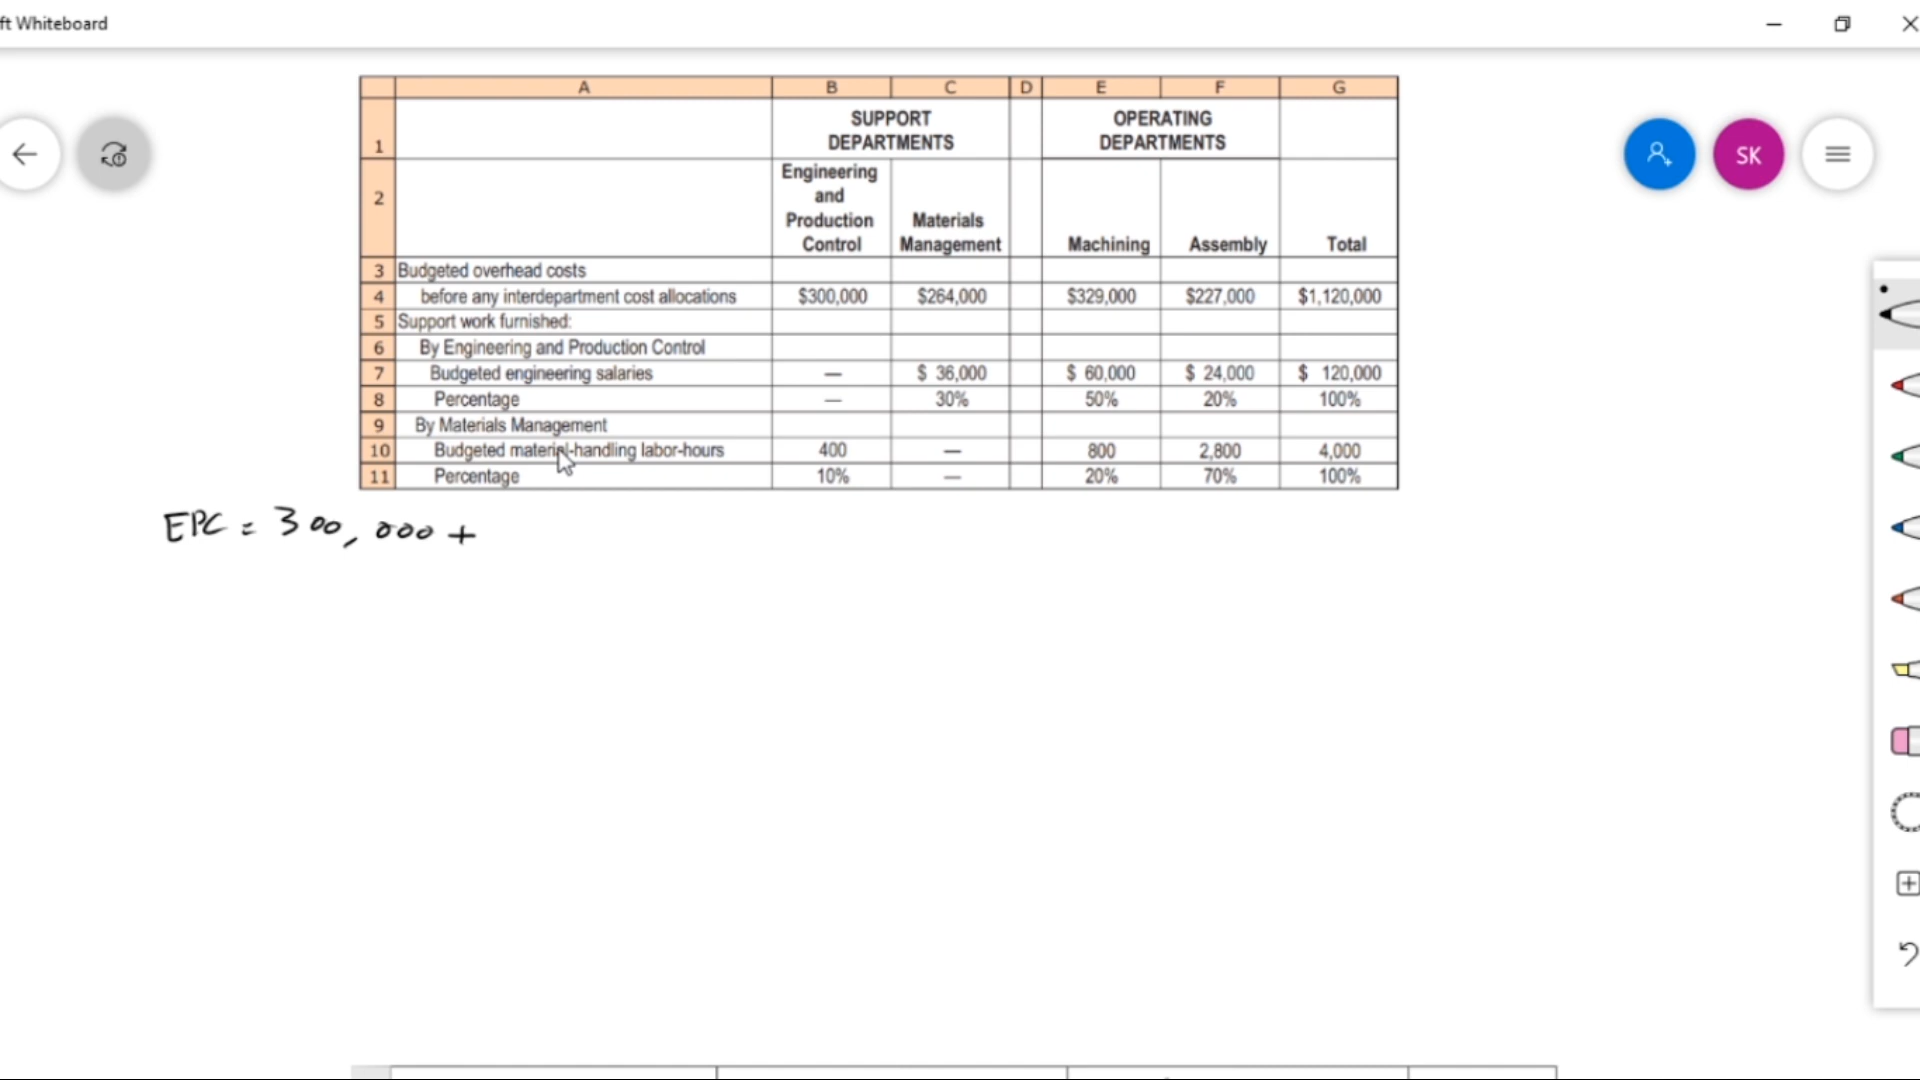 ft Whiteboard
SK
A B C D E F G
1 SUPPORT DEPARTMENTS OPERATING DEPARTMENTS
2 Engineering and Production Control Materials Management Machining Assembly Total
3 Budgeted overhead costs
4 before any interdepartment cost allocations $300,000 $264,000 $329,000 $227,000 $1,120,000
5 Support work furnished:
6 By Engineering and Production Control
7 Budgeted engineering salaries — $ 36,000 $ 60,000 $ 24,000 $ 120,000
8 Percentage — 30% 50% 20% 100%
9 By Materials Management
10 Budgeted material-handling labor-hours 400 — 800 2,800 4,000
11 Percentage 10% — 20% 70% 100%
EPC = 300,000 +